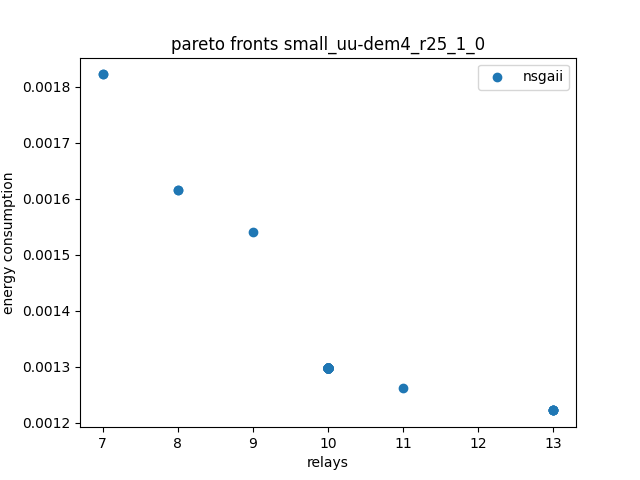 pareto fronts small_uu-dem4_r25_1_0
nsgaii
0.0018
0.0017
0.0016
0.0015
0.0014
0.0013
0.0012
energy consumption
7 8 9 10 11 12 13
relays